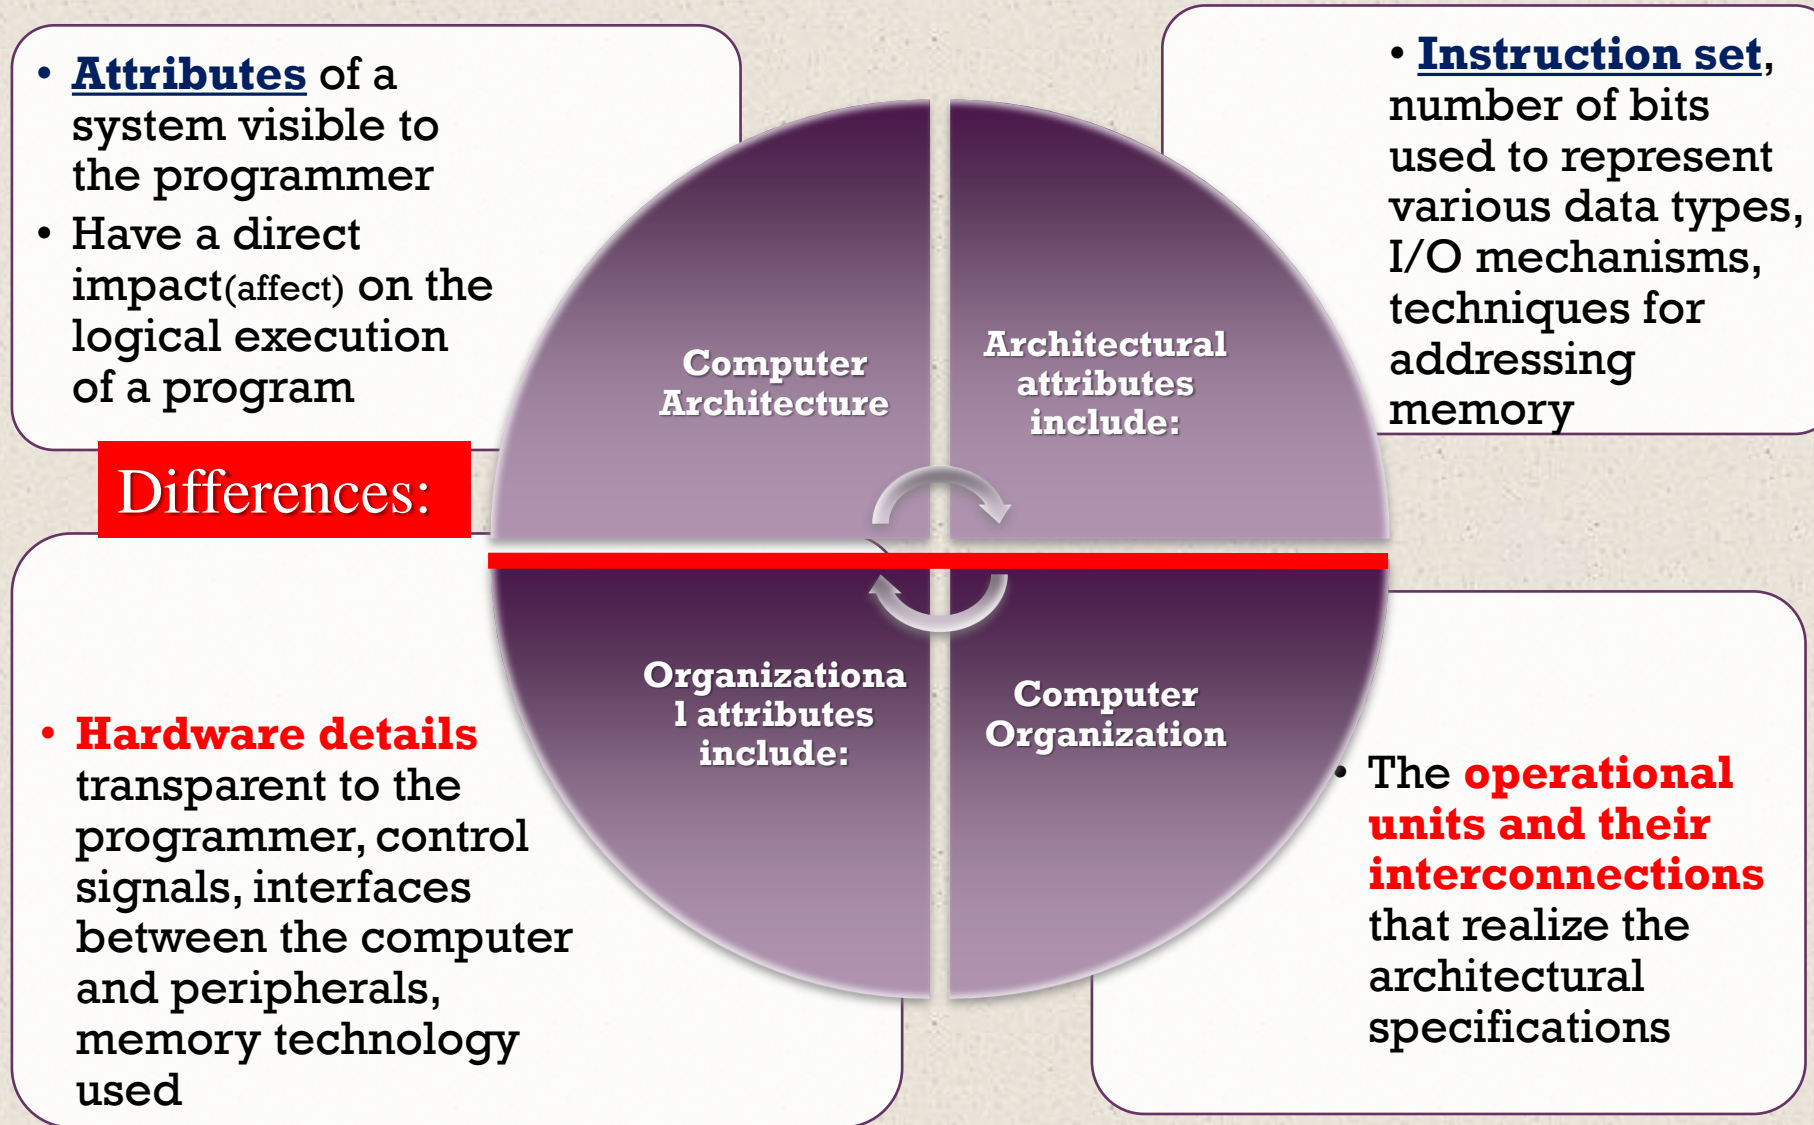 • Attributes of a
system visible to
the programmer
• Have a direct
impact(affect) on the
logical execution
of a program
Computer
Architecture
Architectural
attributes
include:
• Instruction set,
number of bits
used to represent
various data types,
I/O mechanisms,
techniques for
addressing
memory
Differences:
• Hardware details
transparent to the
programmer, control
signals, interfaces
between the computer
and peripherals,
memory technology
used
Organizationa
l attributes
include:
Computer
Organization
• The operational
units and their
interconnections
that realize the
architectural
specifications